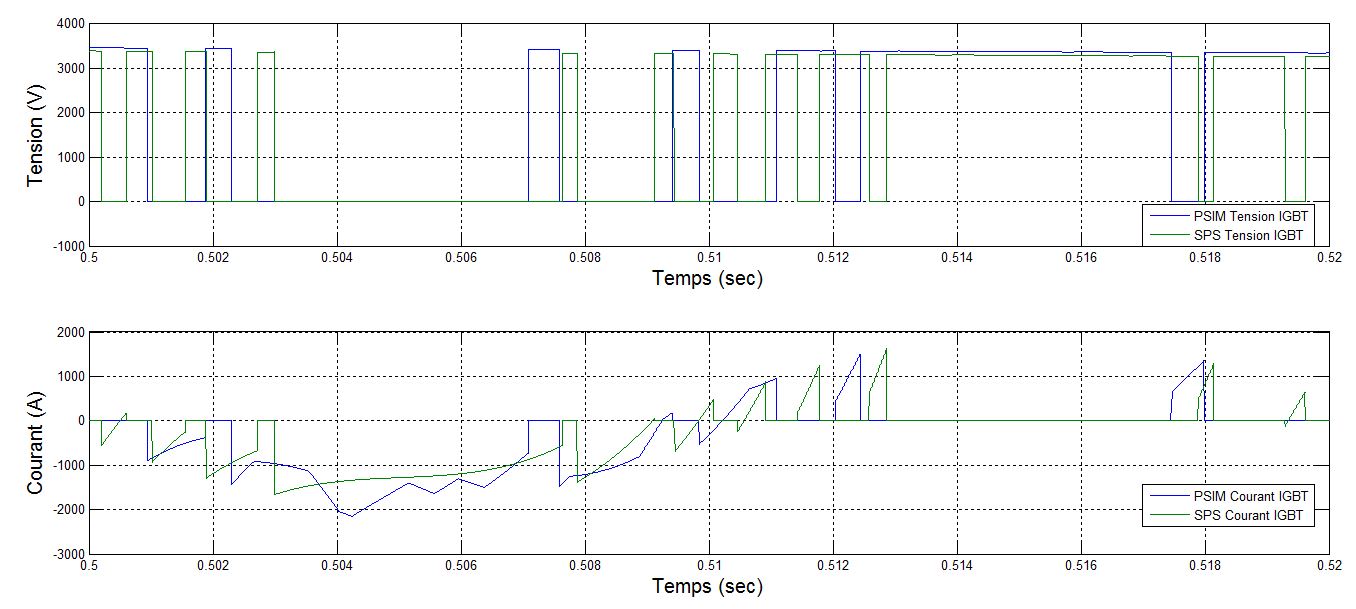 4000
3000
2000
1000
0
-1000
Tension (V)
0.5 0.502 0.504 0.506 0.508 0.51 0.512 0.514 0.516 0.518 0.52
Temps (sec)
PSIM Tension IGBT
SPS Tension IGBT
2000
1000
0
-1000
-2000
-3000
Courant (A)
0.5 0.502 0.504 0.506 0.508 0.51 0.512 0.514 0.516 0.518 0.52
Temps (sec)
PSIM Courant IGBT
SPS Courant IGBT